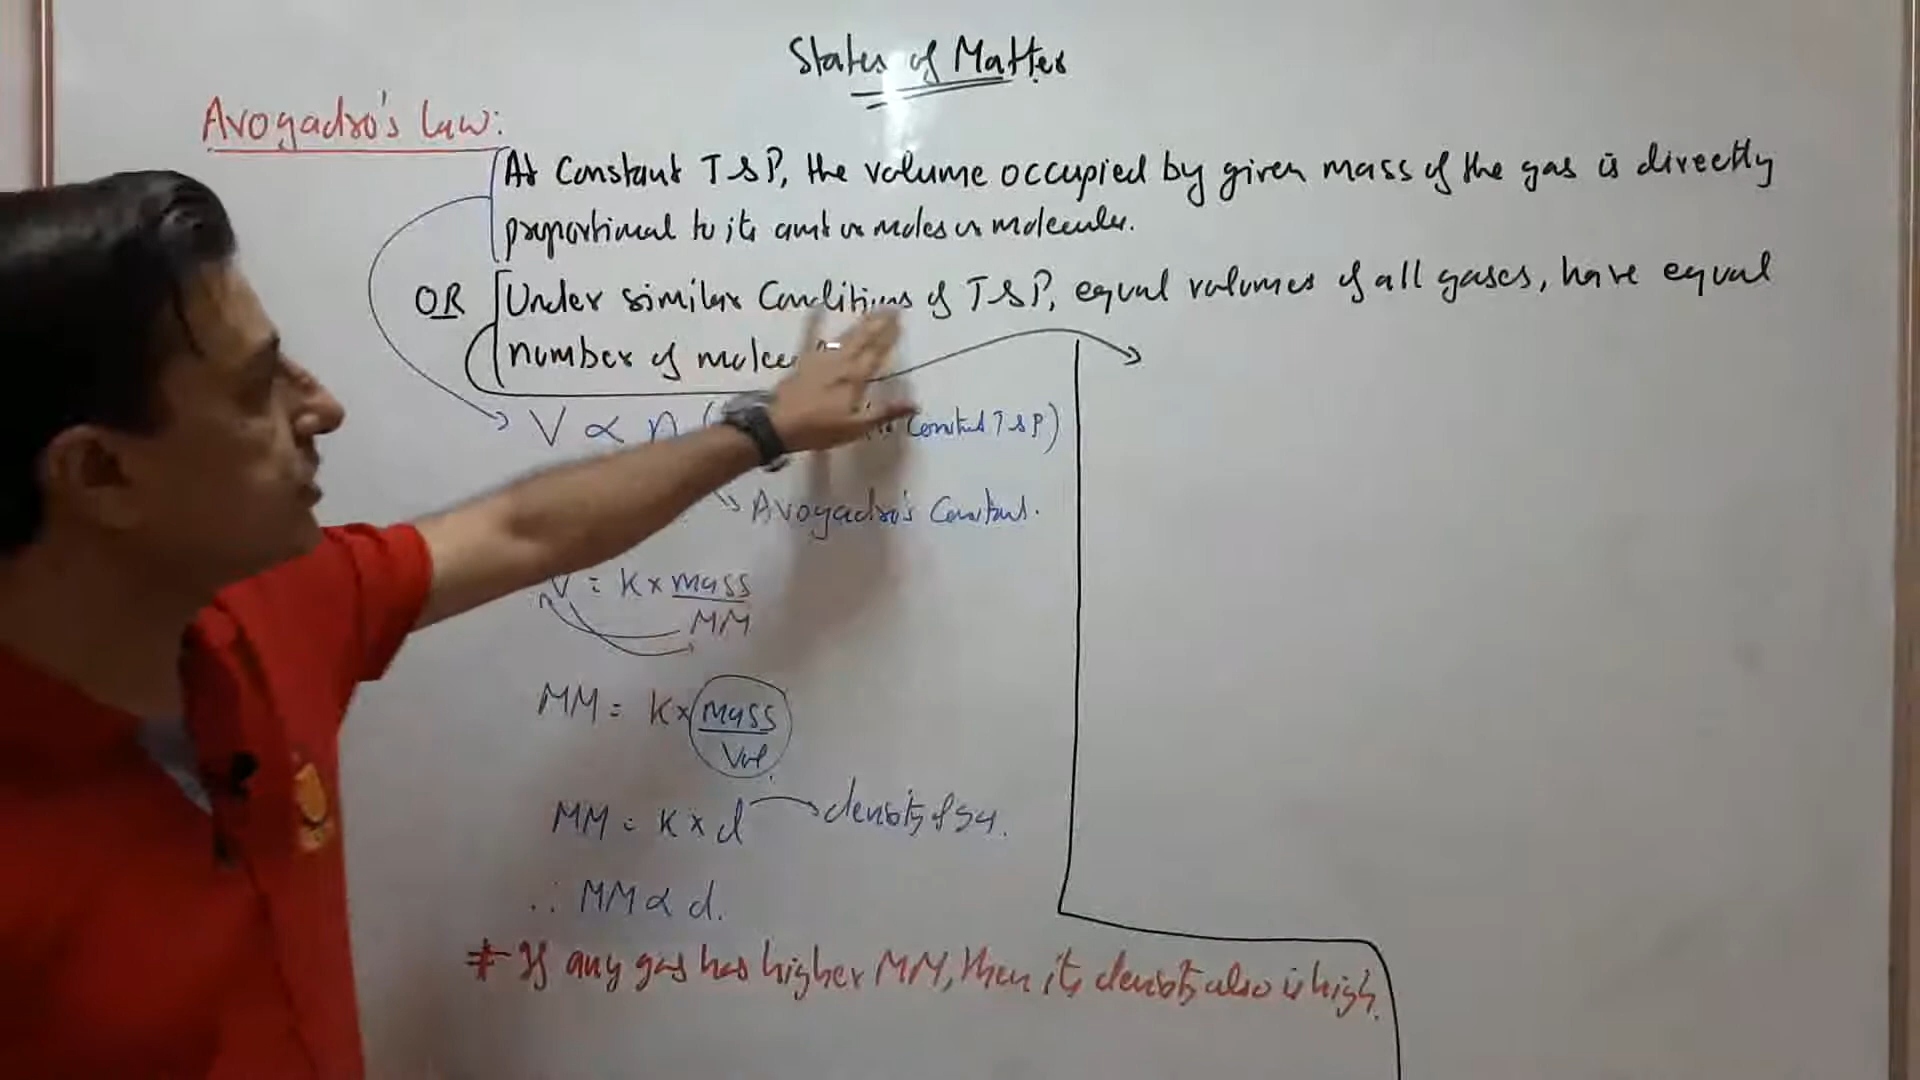 States of Matter
Avogadro's law:
At Constant T & P, the volume occupied by given mass of the gas is directly
proportional to its amt or moles or molecules.
OR Under similar Conditions of T & P, equal volumes of all gases, have equal
number of molec
V ∝ n ( Constant T & P)
Avogadro's Constant.
V = K x mass
MM
MM = K x mass
Vol.
MM = K x d density of
∴ MM ∝ d.
# If any gas has higher MM, then its density also is high.